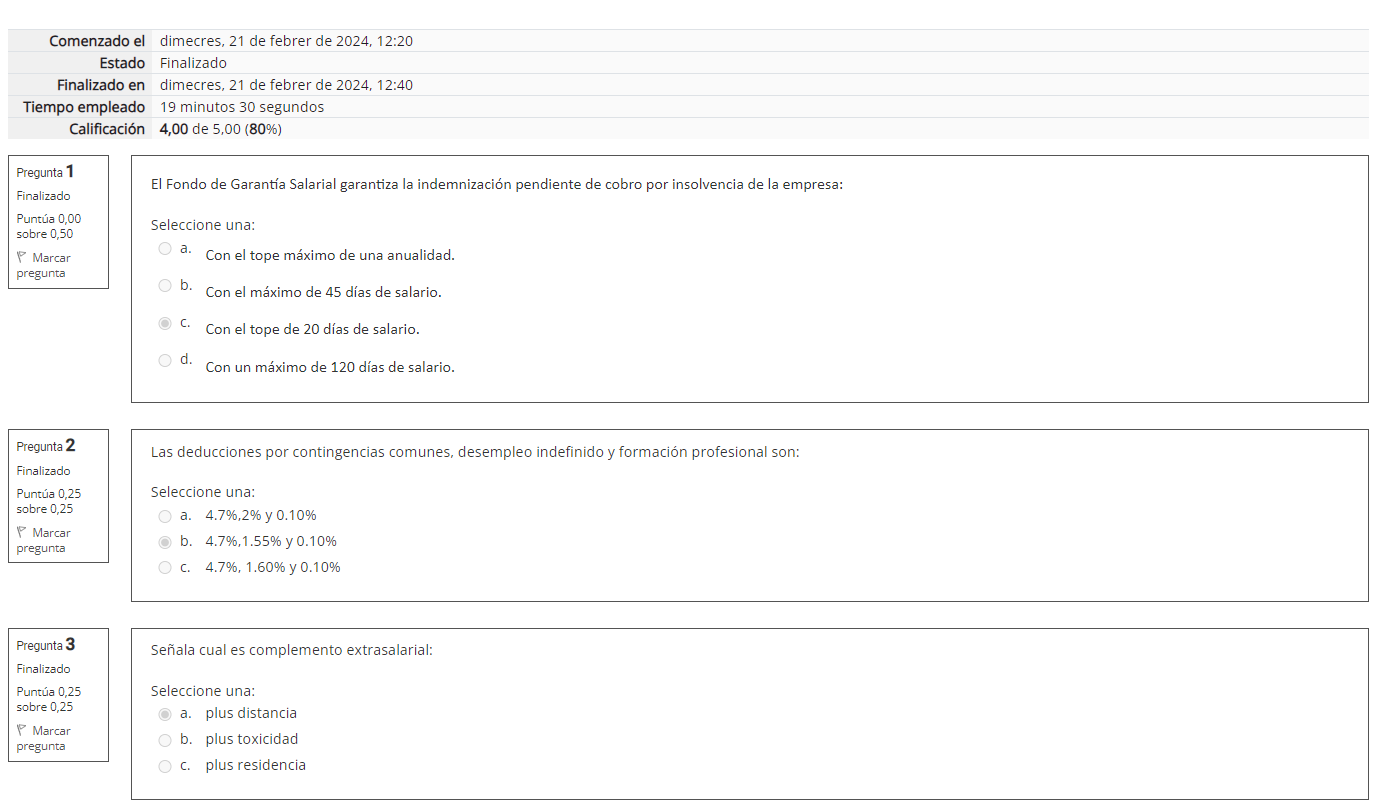 Comenzado el dimecres, 21 de febrer de 2024, 12:20
Estado Finalizado
Finalizado en dimecres, 21 de febrer de 2024, 12:40
Tiempo empleado 19 minutos 30 segundos
Calificación 4,00 de 5,00 (80%)
Pregunta 1
Finalizado
Puntúa 0,00
sobre 0,50
Marcar
pregunta
El Fondo de Garantía Salarial garantiza la indemnización pendiente de cobro por insolvencia de la empresa:
Seleccione una:
a. Con el tope máximo de una anualidad.
b. Con el máximo de 45 días de salario.
c. Con el tope de 20 días de salario.
d. Con un máximo de 120 días de salario.
Pregunta 2
Finalizado
Puntúa 0,25
sobre 0,25
Marcar
pregunta
Las deducciones por contingencias comunes, desempleo indefinido y formación profesional son:
Seleccione una:
a. 4.7%,2% y 0.10%
b. 4.7%,1.55% y 0.10%
c. 4.7%, 1.60% y 0.10%
Pregunta 3
Finalizado
Puntúa 0,25
sobre 0,25
Marcar
pregunta
Señala cual es complemento extrasalarial:
Seleccione una:
a. plus distancia
b. plus toxicidad
c. plus residencia